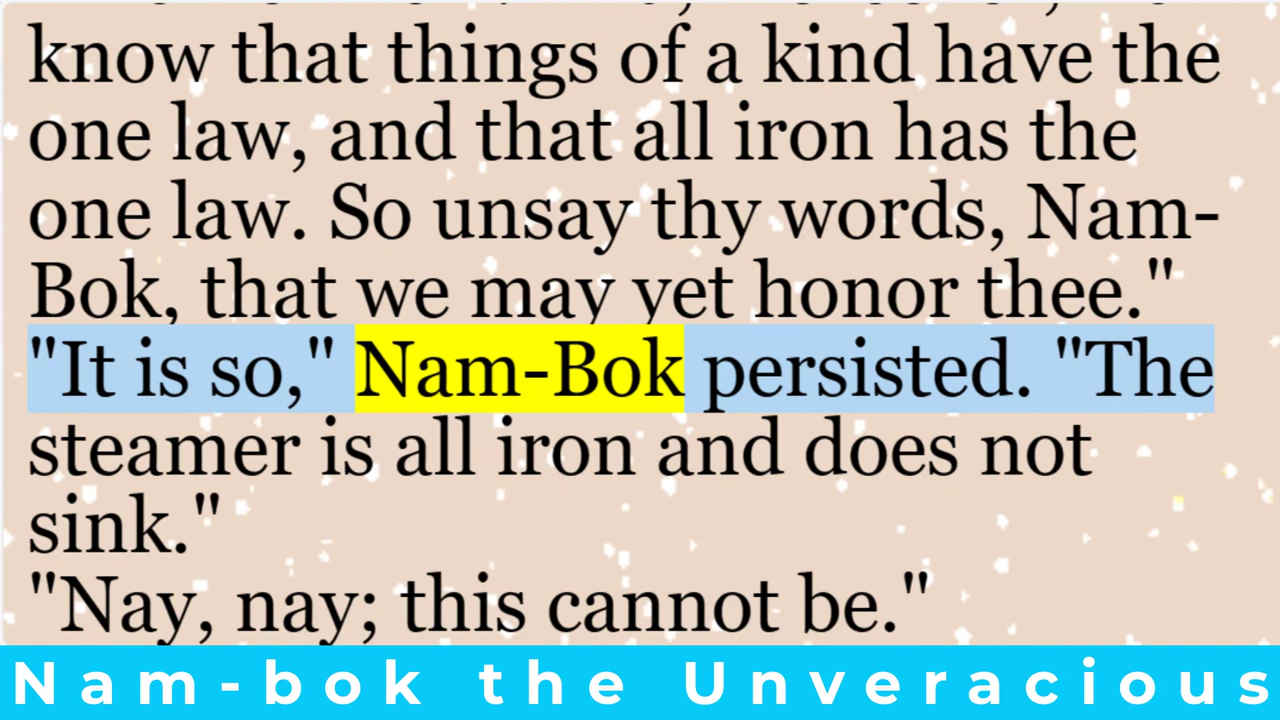 know that things of a kind have the
one law, and that all iron has the
one law. So unsay thy words, Nam-
Bok, that we may yet honor thee."
"It is so," Nam-Bok persisted. "The
steamer is all iron and does not
sink."
"Nay, nay; this cannot be."
Nam-bok the Unveracious